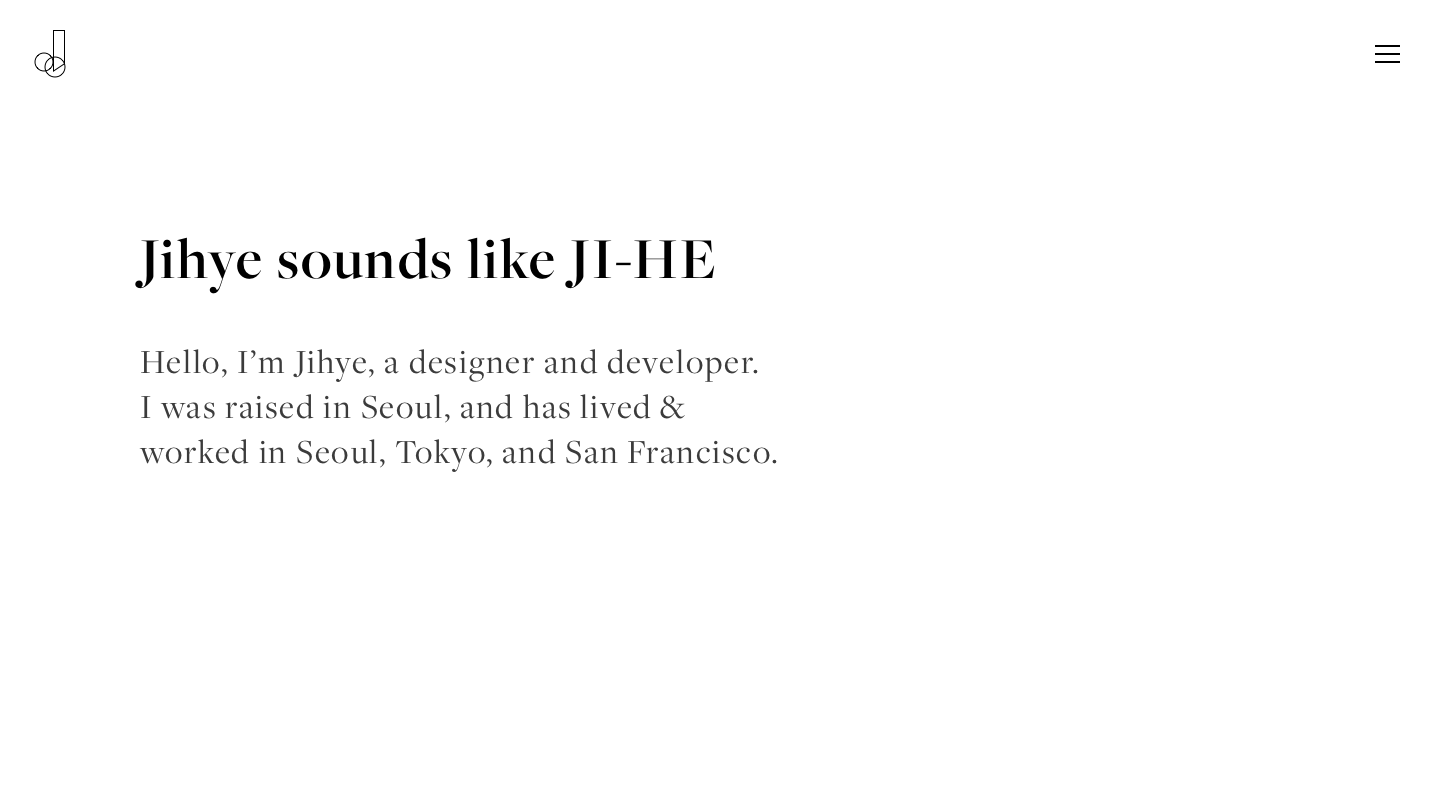 Jihye sounds like JI-HE
Hello, I’m Jihye, a designer and developer.
I was raised in Seoul, and has lived &
worked in Seoul, Tokyo, and San Francisco.